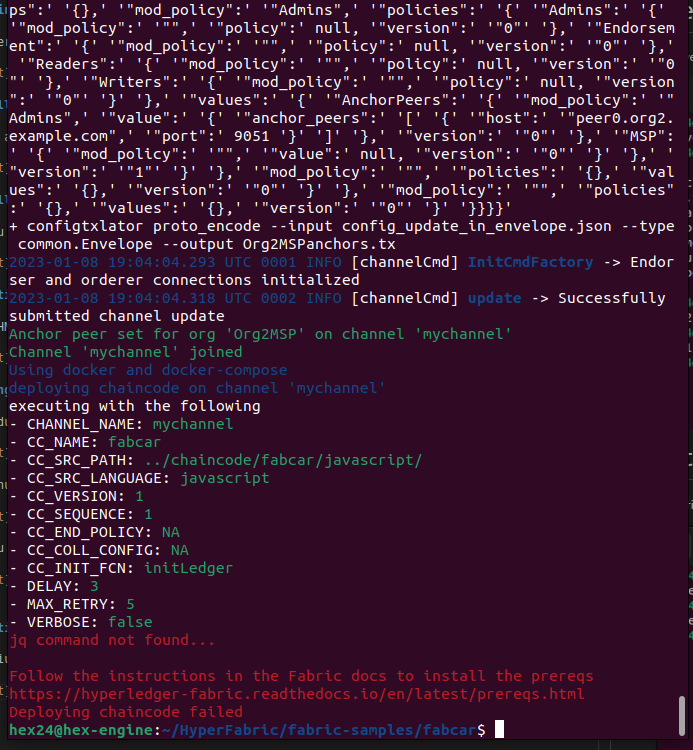 ps":' '{},' '"mod_policy":' '"Admins",' '"policies":' '{' '"Admins":' '{'
'"mod_policy":' '"",' '"policy":' null, '"version":' '"0"' '},' '"Endorsem
ent":' '{' '"mod_policy":' '"",' '"policy":' null, '"version":' '"0"' '},'
'"Readers":' '{' '"mod_policy":' '"",' '"policy":' null, '"version":' '"0
"' '},' '"Writers":' '{' '"mod_policy":' '"",' '"policy":' null, '"version
":' '"0"' '}' '},' '"values":' '{' '"AnchorPeers":' '{' '"mod_policy":' '"
Admins",' '"value":' '{' '"anchor_peers":' '[' '{' '"host":' '"peer0.org2.
example.com",' '"port":' 9051 '}' ']' '},' '"version":' '"0"' '},' '"MSP":
' '{' '"mod_policy":' '"",' '"value":' null, '"version":' '"0"' '}' '},' '
"version":' '"1"' '}' '},' '"mod_policy":' '"",' '"policies":' '{},' '"val
ues":' '{},' '"version":' '"0"' '}' '},' '"mod_policy":' '"",' '"policies"
:' '{},' '"values":' '{},' '"version":' '"0"' '}' '}}}}'
+ configtxlator proto_encode --input config_update_in_envelope.json --type
common.Envelope --output Org2MSPanchors.tx
2023-01-08 19:04:04.293 UTC 0001 INFO [channelCmd] InitCmdFactory -> Endor
ser and orderer connections initialized
2023-01-08 19:04:04.318 UTC 0002 INFO [channelCmd] update -> Successfully
submitted channel update
Anchor peer set for org 'Org2MSP' on channel 'mychannel'
Channel 'mychannel' joined
Using docker and docker-compose
deploying chaincode on channel 'mychannel'
executing with the following
- CHANNEL_NAME: mychannel
- CC_NAME: fabcar
- CC_SRC_PATH: ../chaincode/fabcar/javascript/
- CC_SRC_LANGUAGE: javascript
- CC_VERSION: 1
- CC_SEQUENCE: 1
- CC_END_POLICY: NA
- CC_COLL_CONFIG: NA
- CC_INIT_FCN: initLedger
- DELAY: 3
- MAX_RETRY: 5
- VERBOSE: false
jq command not found...
Follow the instructions in the Fabric docs to install the prereqs
https://hyperledger-fabric.readthedocs.io/en/latest/prereqs.html
Deploying chaincode failed
hex24@hex-engine:~/HyperFabric/fabric-samples/fabcar$